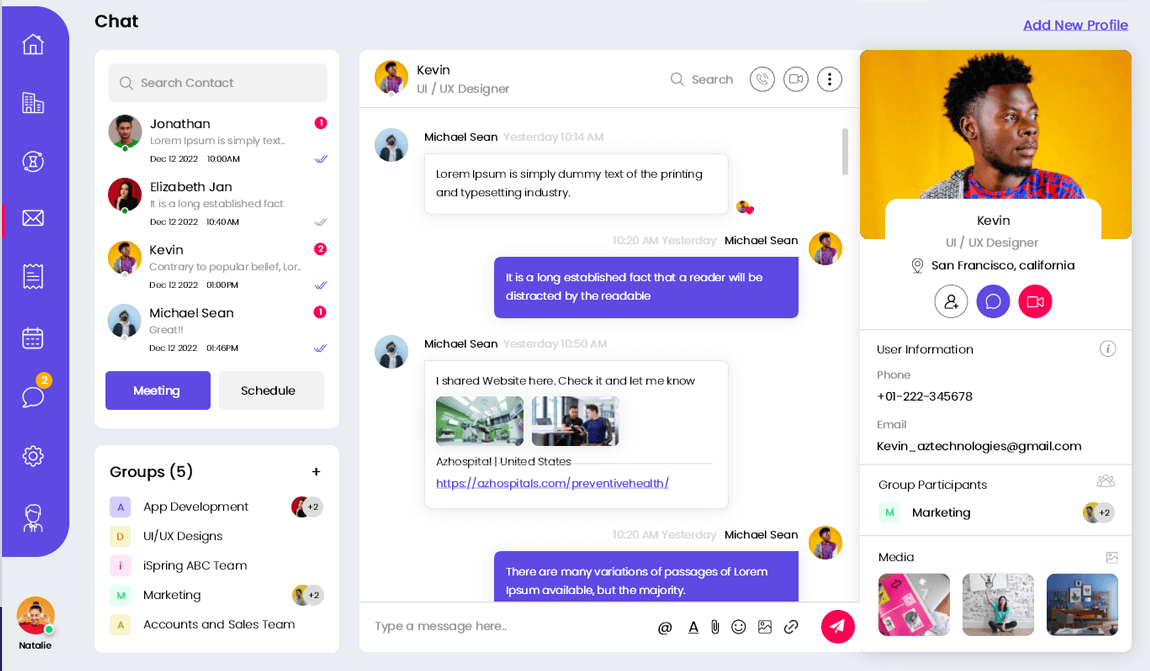 Chat
Add New Profile
Search Contact
Jonathan
1
Lorem Ipsum is simply text..
Dec 12 2022 10:00AM
Elizabeth Jan
It is a long established fact
Dec 12 2022 10:40AM
Kevin
2
Contrary to popular belief, Lor..
Dec 12 2022 01:00PM
Michael Sean
1
Great!!
Dec 12 2022 01:46PM
Meeting Schedule
2
Groups (5) +
A App Development +2
D UI/UX Designs
i iSpring ABC Team
M Marketing +2
A Accounts and Sales Team
Natalie
Kevin
UI / UX Designer
Search
Michael Sean Yesterday 10:14 AM
Lorem Ipsum is simply dummy text of the printing
and typesetting industry.
10:20 AM Yesterday Michael Sean
It is a long established fact that a reader will be
distracted by the readable
Michael Sean Yesterday 10:50 AM
I shared Website here. Check it and let me know
Azhospital | United States
https://azhospitals.com/preventivehealth/
10:20 AM Yesterday Michael Sean
There are many variations of passages of Lorem
Ipsum available, but the majority.
Type a message here.. @ A
Kevin
UI / UX Designer
San Francisco, california
User Information i
Phone
+01-222-345678
Email
Kevin_aztechnologies@gmail.com
Group Participants
M Marketing +2
Media